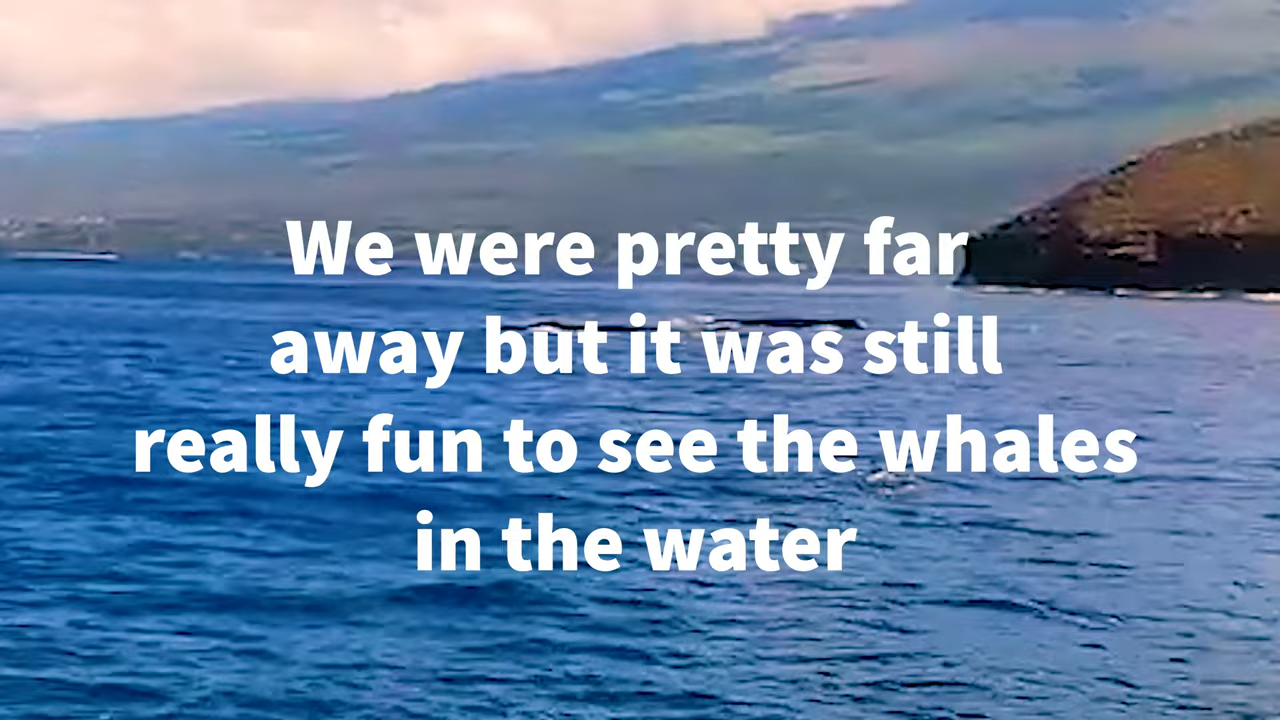 We were pretty far
away but it was still
really fun to see the whales
in the water